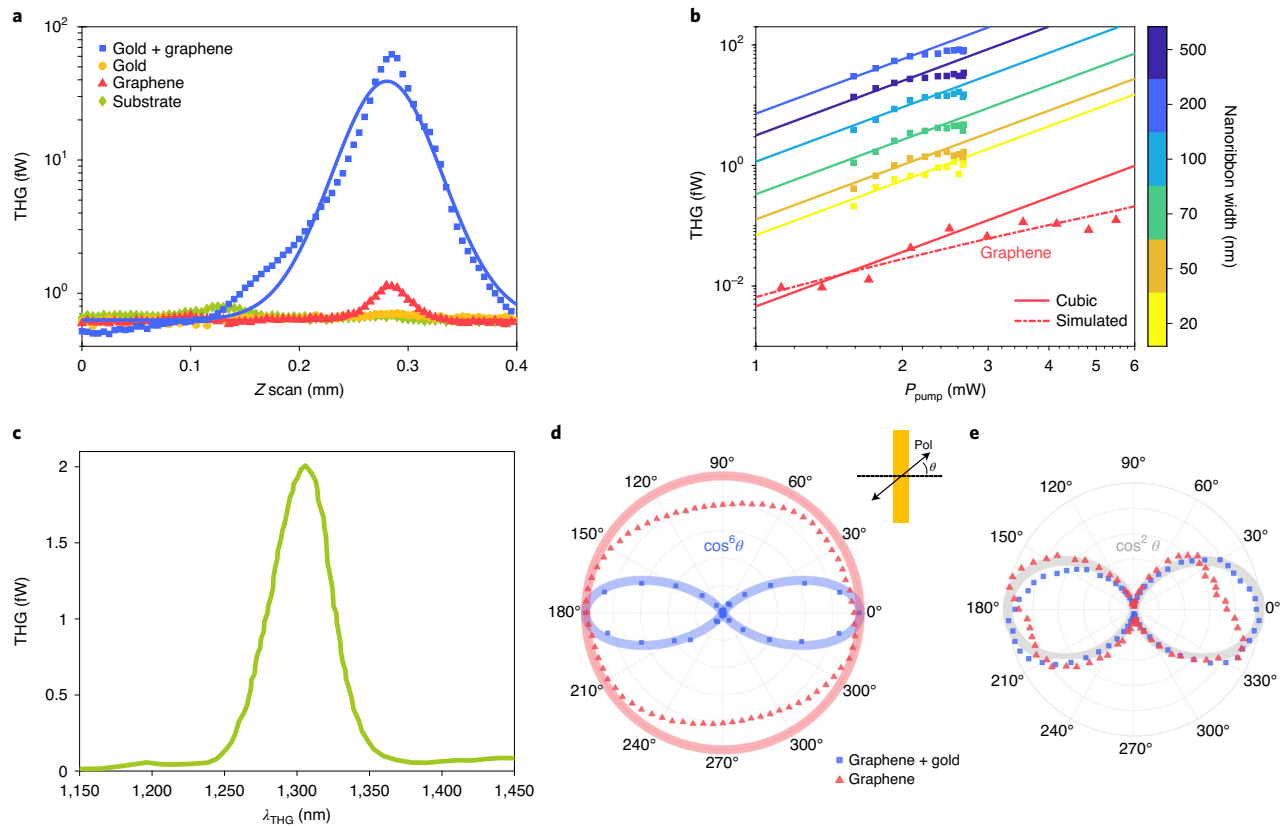 a
10²
10¹
10⁰
THG (fW)
Gold + graphene
Gold
Graphene
Substrate
0
0.1
0.2
0.3
0.4
Z scan (mm)
b
10²
10⁰
10⁻²
THG (fW)
Graphene
Cubic
Simulated
1
2
3
4
5
6
P pump (mW)
500
200
100
70
50
20
Nanoribbon width (nm)
c
2
1.5
1
0.5
0
THG (fW)
1,150
1,200
1,250
1,300
1,350
1,400
1,450
λTHG (nm)
d
Pol
θ
90°
120°
60°
150°
30°
cos⁶θ
180°
0°
210°
300°
240°
300°
270°
Graphene + gold
Graphene
e
90°
120°
60°
150°
30°
cos² θ
180°
0°
210°
330°
240°
300°
270°